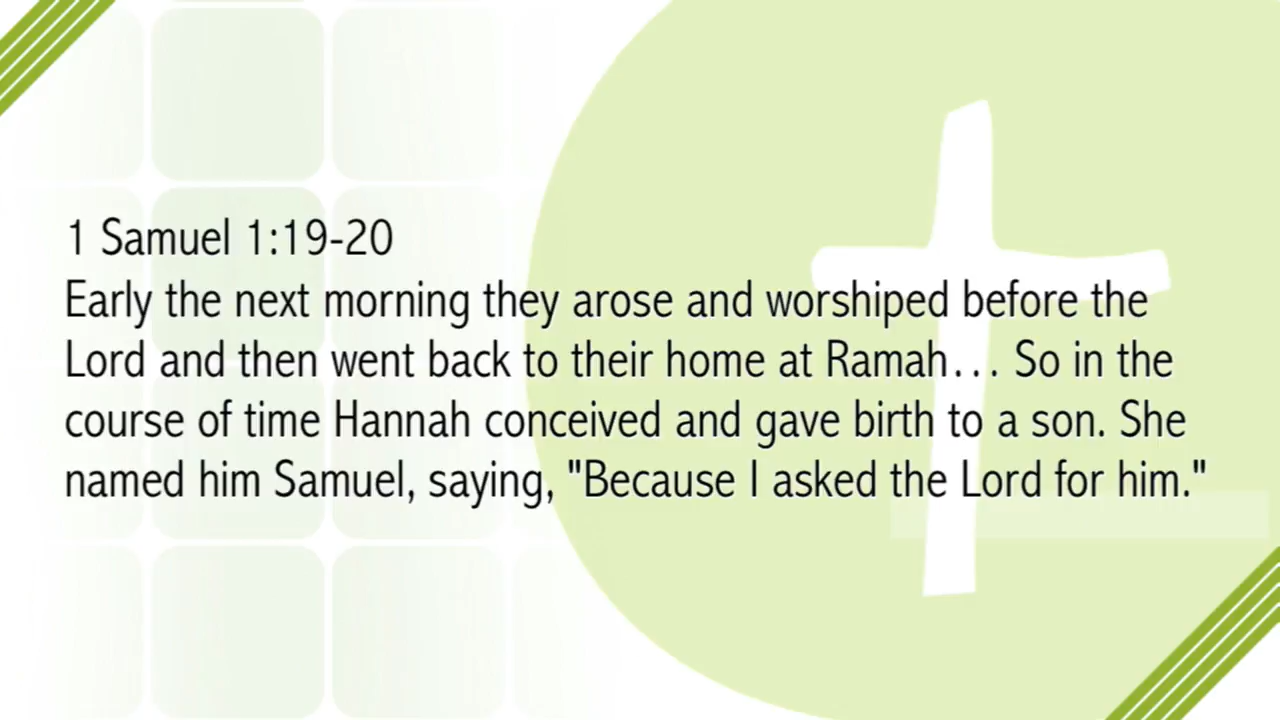 1 Samuel 1:19-20
Early the next morning they arose and worshiped before the
Lord and then went back to their home at Ramah… So in the
course of time Hannah conceived and gave birth to a son. She
named him Samuel, saying, "Because I asked the Lord for him."